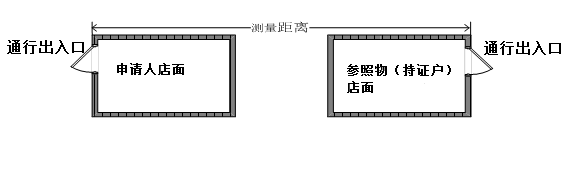 测量距离
通行出入口
申请人店面
参照物（持证户）
店面
通行出入口